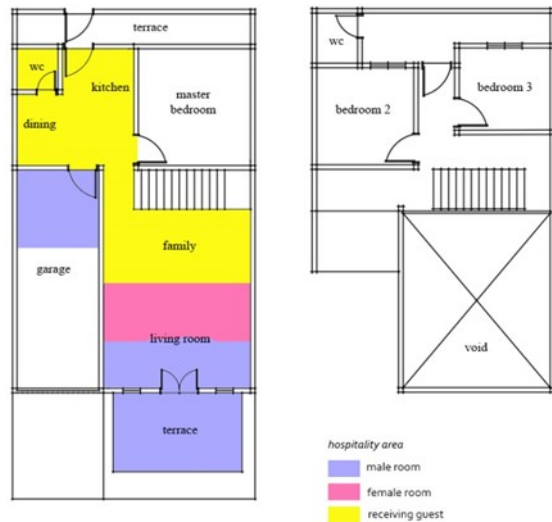 terrace
wc
kitchen
master
bedroom
dining
family
garage
living room
terrace
wc
bedroom 2
bedroom 3
void
hospitality area
male room
female room
receiving guest